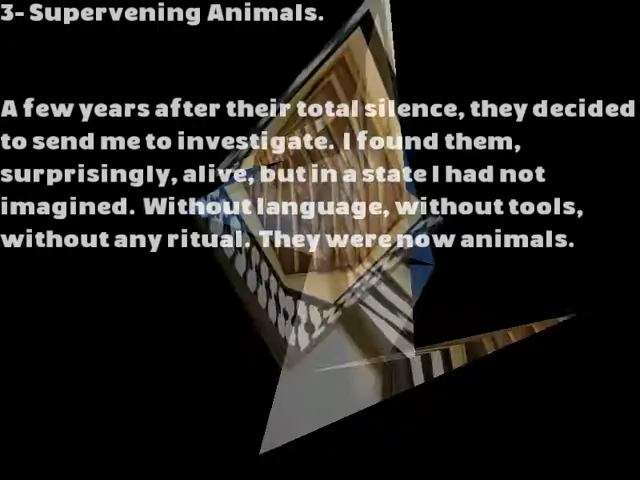 3- Supervening Animals.
A few years after their total silence, they decided
to send me to investigate. I found them,
surprisingly, alive, but in a state I had not
imagined. Without language, without tools,
without any ritual. They were now animals.